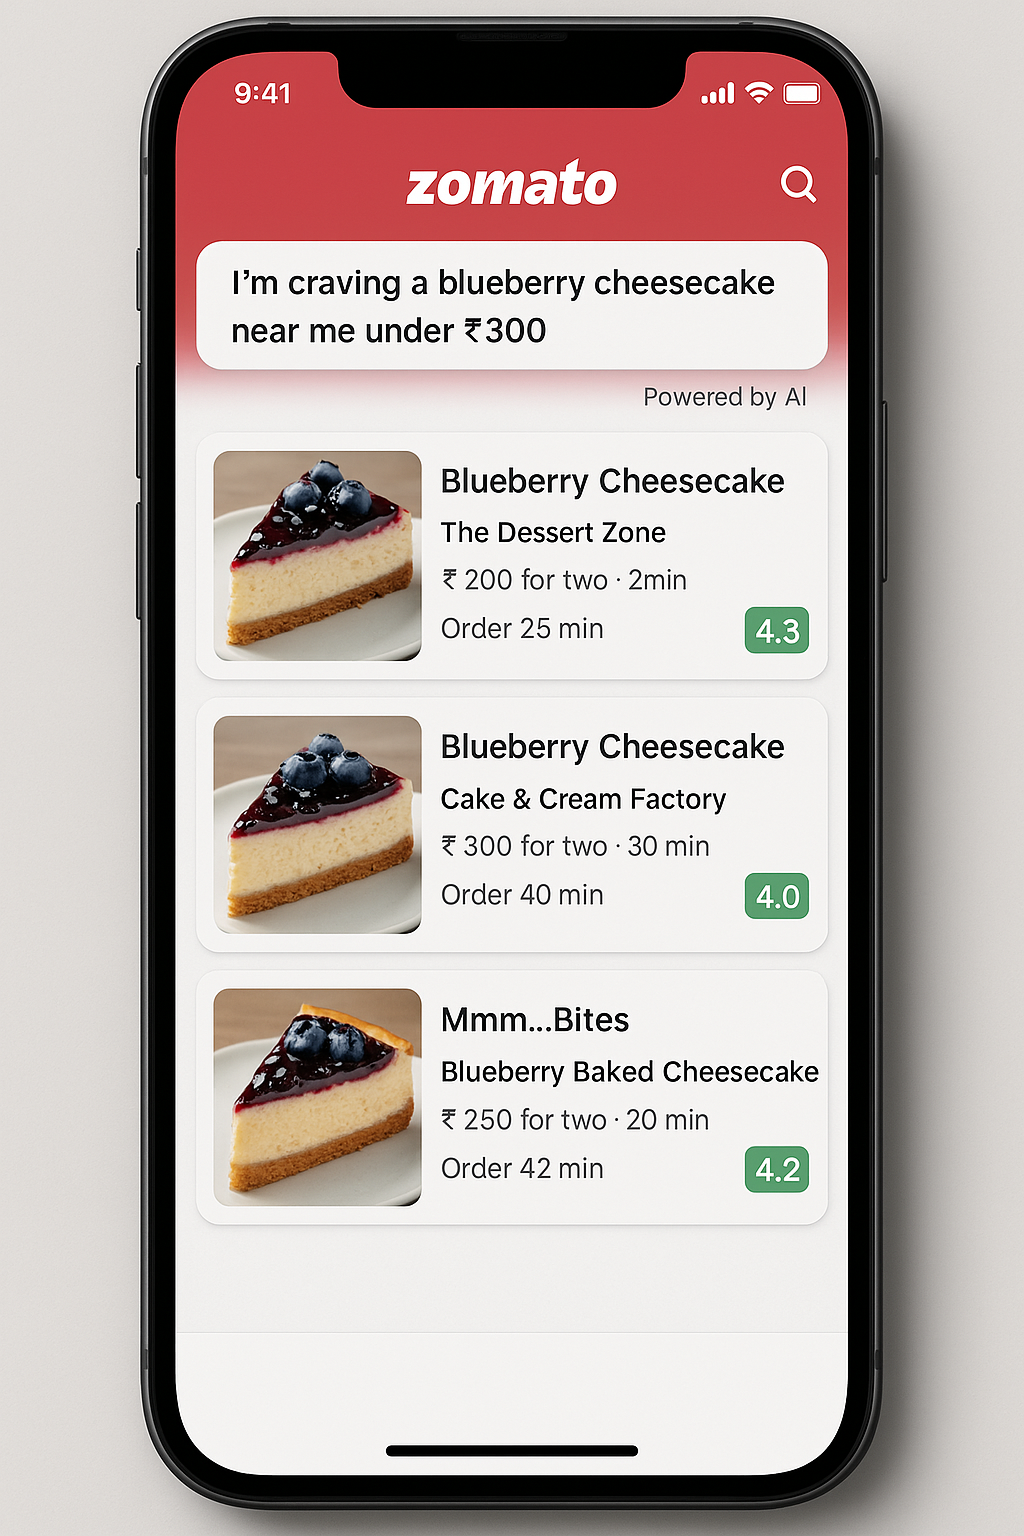 9:41
zomato
I'm craving a blueberry cheesecake
near me under ₹300
Powered by AI
Blueberry Cheesecake
The Dessert Zone
₹ 200 for two · 2min
Order 25 min
4.3
Blueberry Cheesecake
Cake & Cream Factory
₹ 300 for two · 30 min
Order 40 min
4.0
Mmm...Bites
Blueberry Baked Cheesecake
₹ 250 for two · 20 min
Order 42 min
4.2